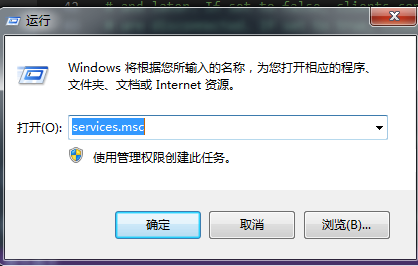 42 # and later. If set to false, clients con
运行
Windows 将根据您所输入的名称，为您打开相应的程序、
文件夹、文档或 Internet 资源。
打开(O): services.msc
使用管理权限创建此任务。
确定 取消 浏览(B)...